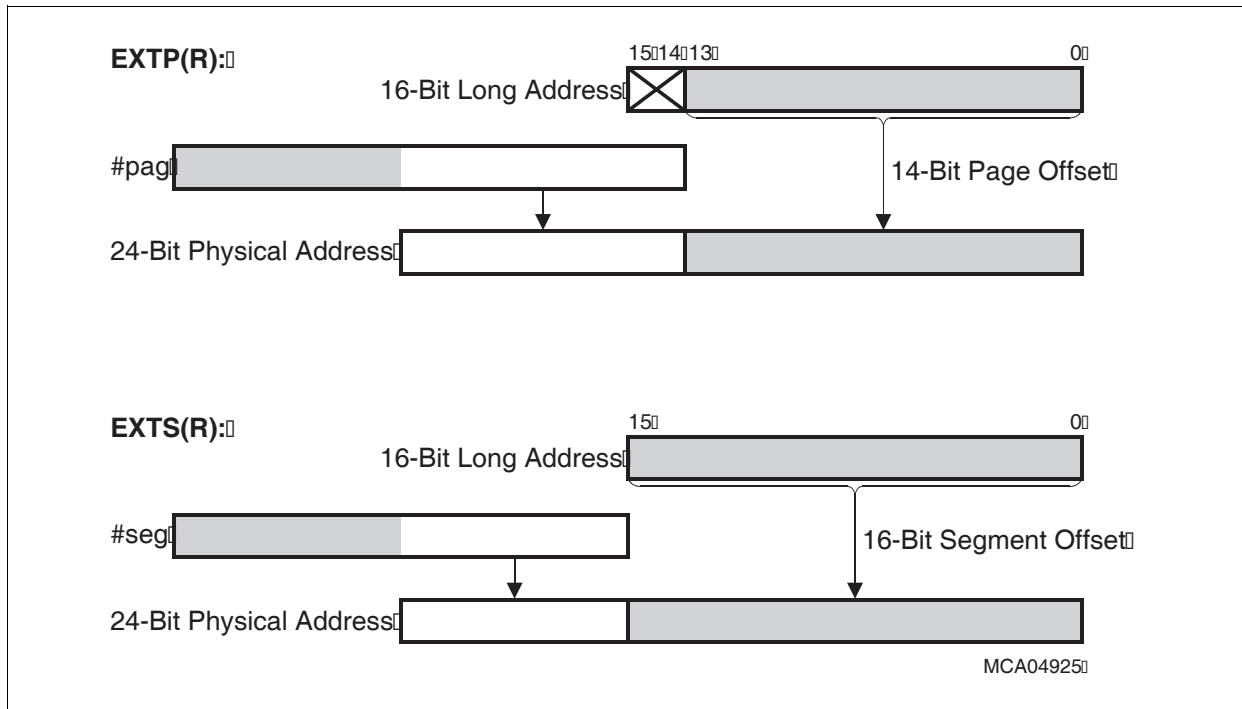 EXTP(R):
15 14 13 0
16-Bit Long Address
#pag
14-Bit Page Offset
24-Bit Physical Address
EXTS(R):
15 0
16-Bit Long Address
#seg
16-Bit Segment Offset
24-Bit Physical Address
MCA04925